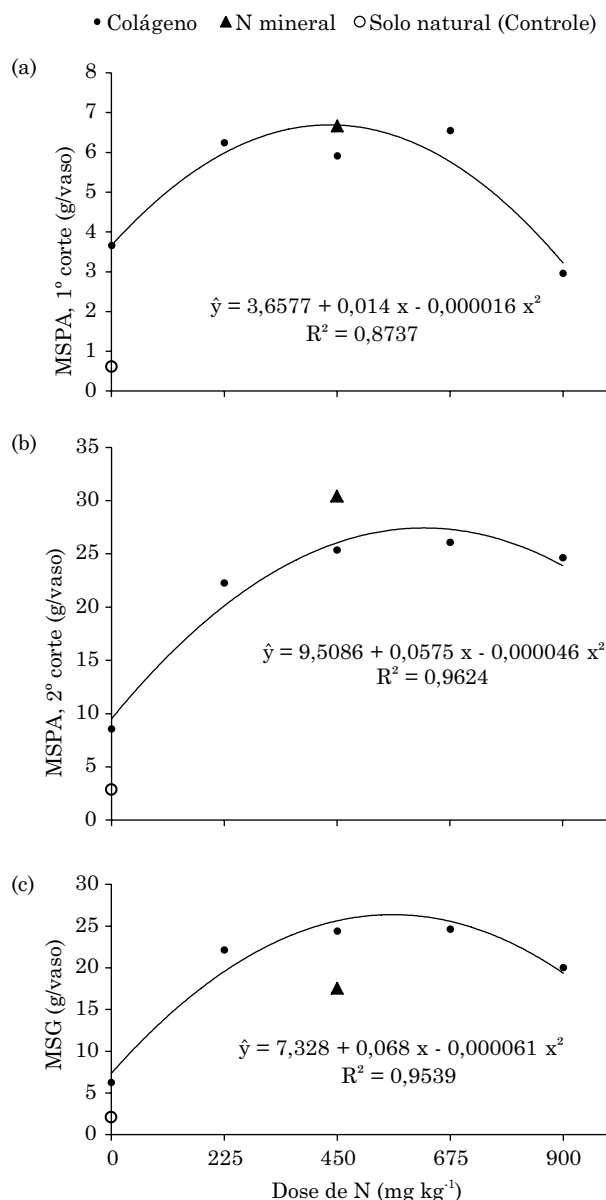 • Colágeno ▲ N mineral O Solo natural (Controle)
(a)
MSPA, 1º corte (g/vaso)
8
7
6
5
4
3
2
1
0
ŷ = 3,6577 + 0,014 x - 0,000016 x²
R² = 0,8737
(b)
MSPA, 2º corte (g/vaso)
35
30
25
20
15
10
5
0
ŷ = 9,5086 + 0,0575 x - 0,000046 x²
R² = 0,9624
(c)
MSG (g/vaso)
30
25
20
15
10
5
0
ŷ = 7,328 + 0,068 x - 0,000061 x²
R² = 0,9539
0 225 450 675 900
Dose de N (mg kg⁻¹)